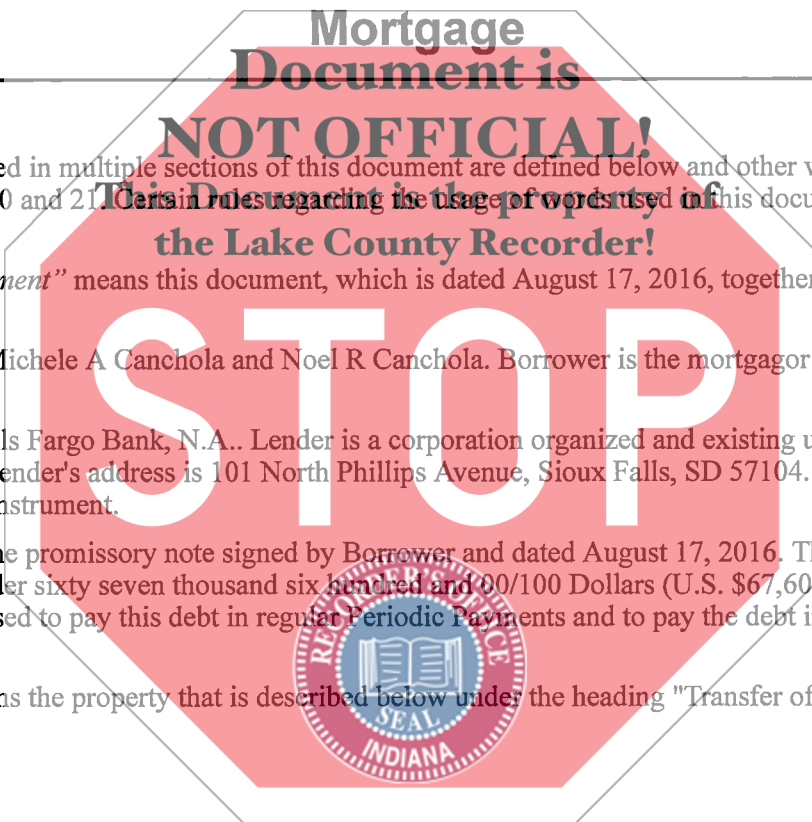 Mortgage
Document is
NOT OFFICIAL!
ed in multiple sections of this document are defined below and other
0 and 21. Certain rules regarding the usage of words used in this docu
This Document is the property of
the Lake County Recorder!
ment” means this document, which is dated August 17, 2016, together
ichele A Canchola and Noel R Canchola. Borrower is the mortgagor
ls Fargo Bank, N.A.. Lender is a corporation organized and existing
ender's address is 101 North Phillips Avenue, Sioux Falls, SD 57104.
nstrument.
STOP
e promissory note signed by Borrower and dated August 17, 2016. T
er sixty seven thousand six hundred and 00/100 Dollars (U.S. $67,60
sed to pay this debt in regular Periodic Payments and to pay the debt i
ns the property that is described below under the heading "Transfer of
RECORDER'S OFFICE
SEAL
INDIANA